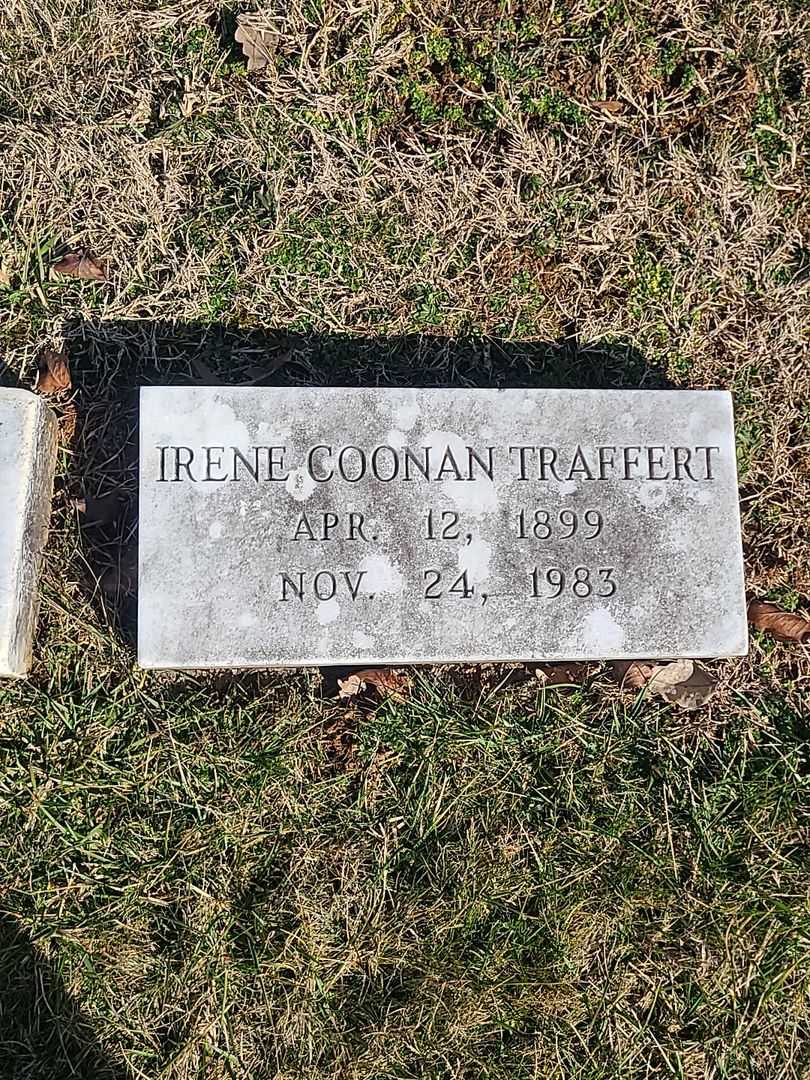 IRENE COONAN TRAFFERT
APR. 12, 1899
NOV. 24, 1983